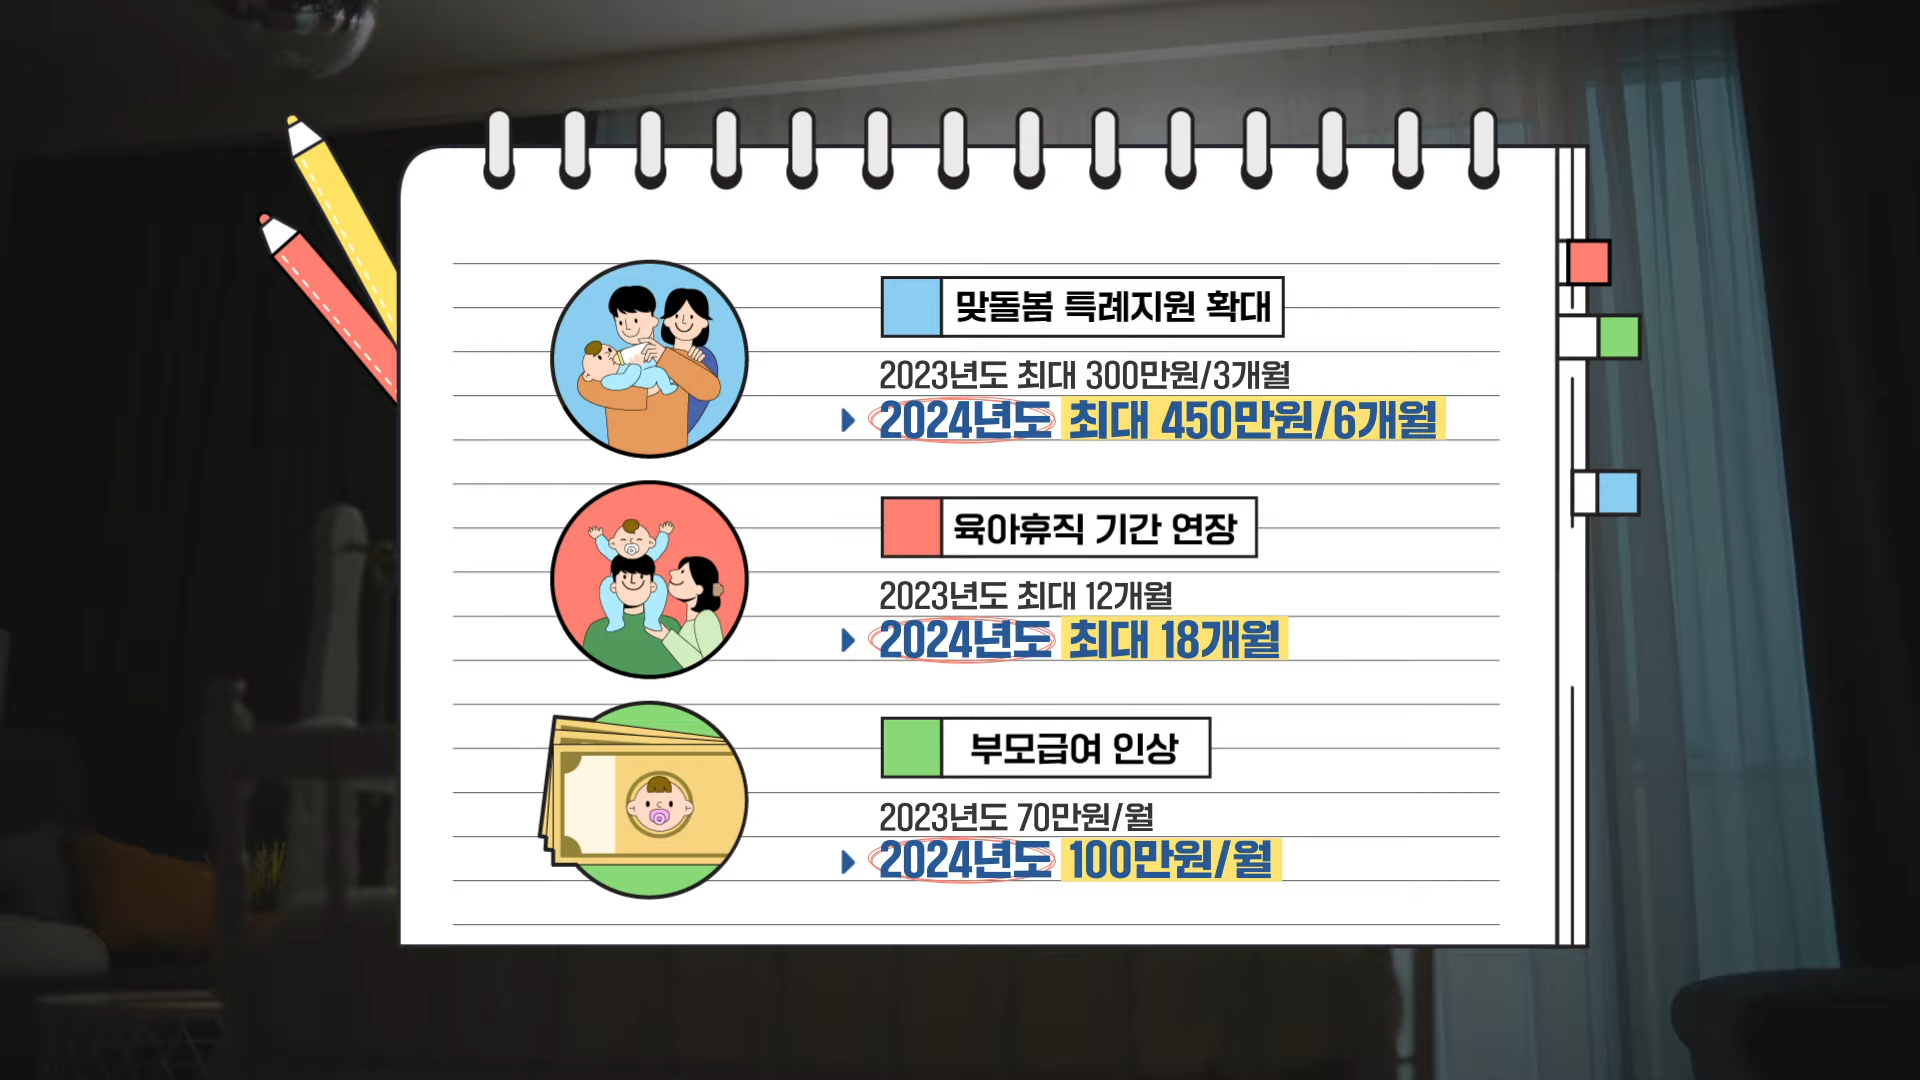 맞돌봄 특례지원 확대
2023년도 최대 300만원/3개월
2024년도 최대 450만원/6개월
육아휴직 기간 연장
2023년도 최대 12개월
2024년도 최대 18개월
부모급여 인상
2023년도 70만원/월
2024년도 100만원/월